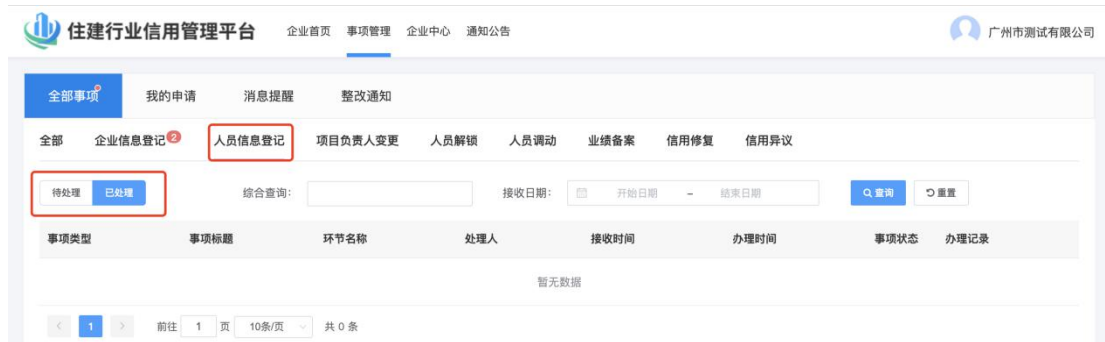 住建行业信用管理平台 企业首页 事项管理 企业中心 通知公告 广州市测试有限公司
全部事项 我的申请 消息提醒 整改通知
全部 企业信息登记 2 人员信息登记 项目负责人变更 人员解锁 人员调动 业绩备案 信用修复 信用异议
待处理 已处理 综合查询: 接收日期: 开始日期 – 结束日期 查询 重置
事项类型 事项标题 环节名称 处理人 接收时间 办理时间 事项状态 办理记录
暂无数据
< 1 > 前往 1 页 10条/页 共 0 条